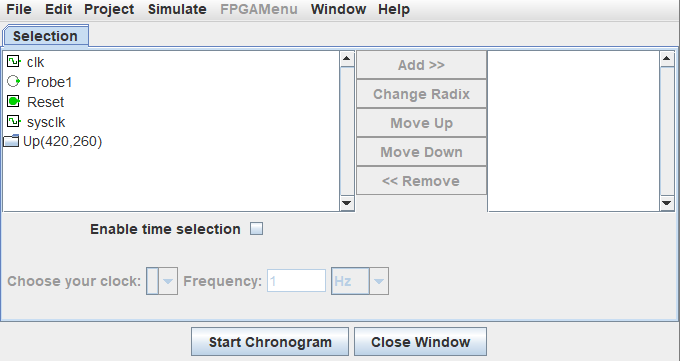 File Edit Project Simulate FPGAMenu Window Help
Selection
clk
Probe1
Reset
sysclk
Up(420,260)
Add >>
Change Radix
Move Up
Move Down
<< Remove
Enable time selection
Choose your clock: Frequency: 1 Hz
Start Chronogram Close Window